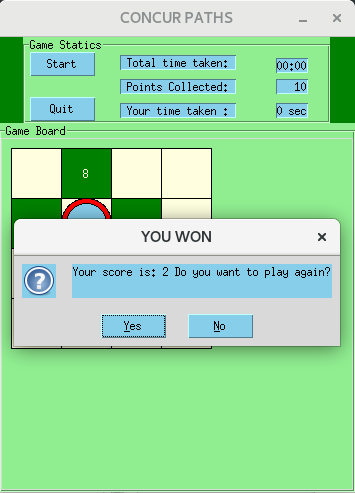 CONCUR PATHS
Game Statics
Start
Total time taken:
00:00
Points Collected:
10
Quit
Your time taken :
0 sec
Game Board
8
YOU WON
Your score is: 2 Do you want to play again?
Yes
No